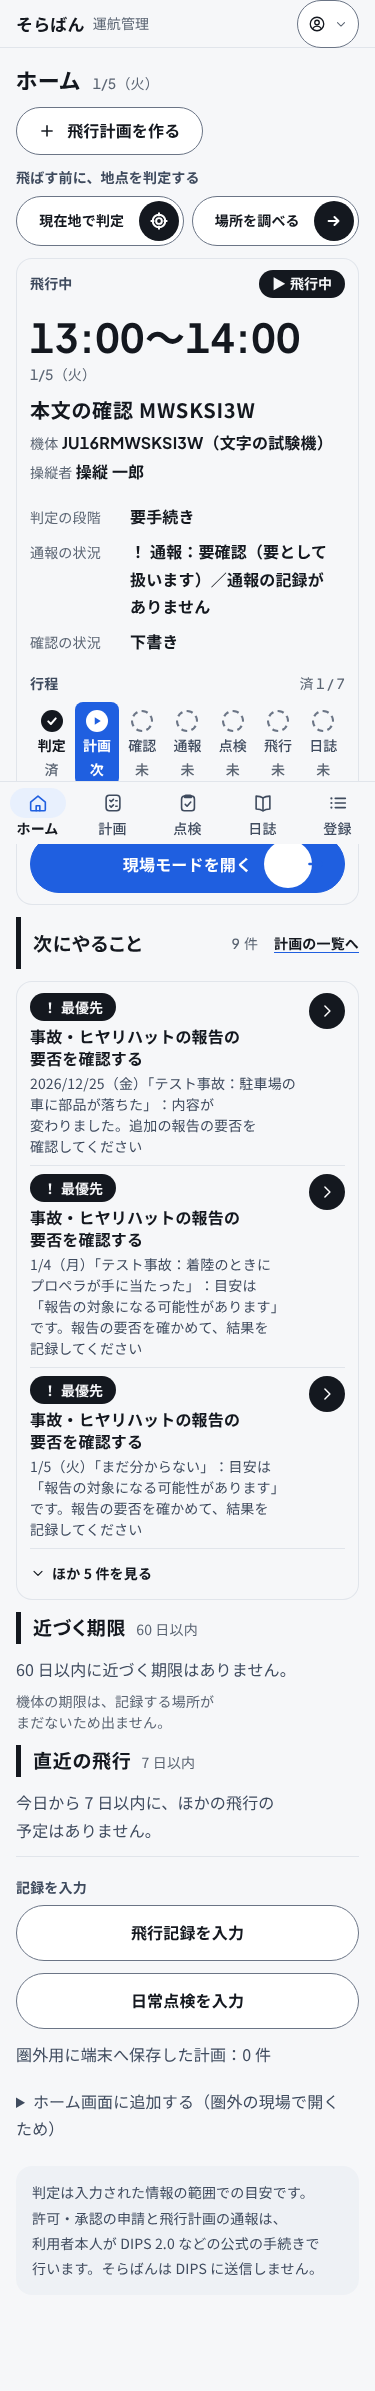 そらばん 運航管理
ホーム 1/5（火）
＋ 飛行計画を作る
飛ばす前に、地点を判定する
現在地で判定 場所を調べる
飛行中 ▶ 飛行中
13:00〜14:00
1/5（火）
本文の確認 MWSKSI3W
機体 JU16RMWSKSI3W（文字の試験機）
操縦者 操縦 一郎
判定の段階 要手続き
通報の状況 ！ 通報：要確認（要として
扱います）／通報の記録が
ありません
確認の状況 下書き
行程 済 1 / 7
判定 計画 確認 通報 点検 飛行 日誌
済 次 未 未 未 未 未
ホーム 計画 点検 日誌 登録
現場モードを開く
次にやること 9 件 計画の一覧へ
！ 最優先
事故・ヒヤリハットの報告の
要否を確認する
2026/12/25（金）「テスト事故：駐車場の
車に部品が落ちた」：内容が
変わりました。追加の報告の要否を
確認してください
！ 最優先
事故・ヒヤリハットの報告の
要否を確認する
1/4（月）「テスト事故：着陸のときに
プロペラが手に当たった」：目安は
「報告の対象になる可能性があります」
です。報告の要否を確かめて、結果を
記録してください
！ 最優先
事故・ヒヤリハットの報告の
要否を確認する
1/5（火）「まだ分からない」：目安は
「報告の対象になる可能性があります」
です。報告の要否を確かめて、結果を
記録してください
ほか 5 件を見る
近づく期限 60 日以内
60 日以内に近づく期限はありません。
機体の期限は、記録する場所が
まだないため出ません。
直近の飛行 7 日以内
今日から 7 日以内に、ほかの飛行の
予定はありません。
記録を入力
飛行記録を入力
日常点検を入力
圏外用に端末へ保存した計画：0 件
▶ ホーム画面に追加する（圏外の現場で開く
ため）
判定は入力された情報の範囲での目安です。
許可・承認の申請と飛行計画の通報は、
利用者本人が DIPS 2.0 などの公式の手続きで
行います。そらばんは DIPS に送信しません。